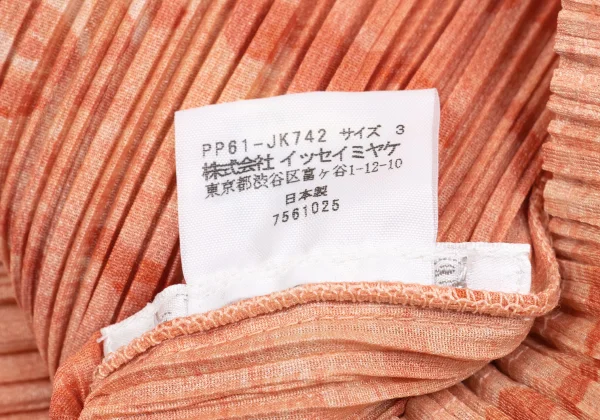 PP61-JK742 サイズ 3
株式会社 イッセイミヤケ
東京都渋谷区富ヶ谷1-12-10
日本製
7561025